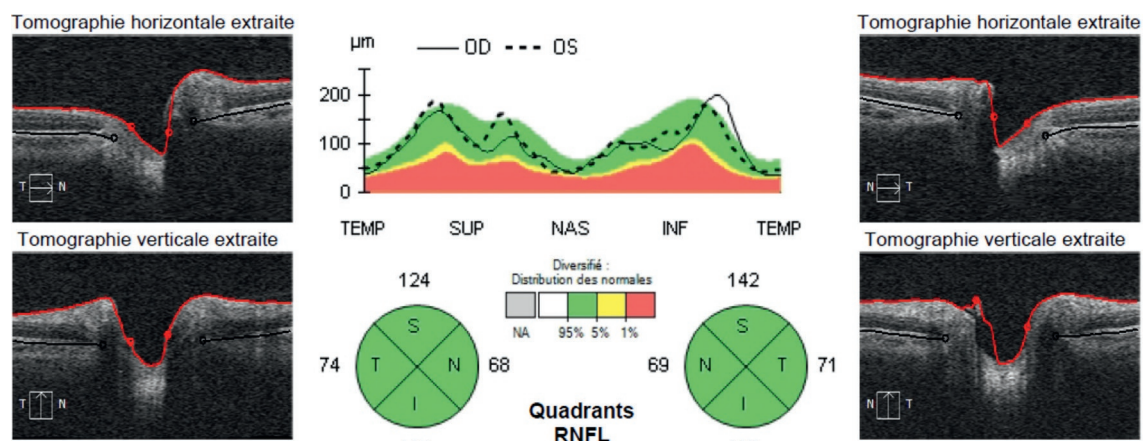 Tomographie horizontale extraite
T N
Tomographie verticale extraite
T N
µm
OD OS
200
100
0
TEMP SUP NAS INF TEMP
124
S
74 T N 68
I
Diversifié :
Distribution des normales
NA 95% 5% 1%
142
S
69 N T 71
I
Quadrants
RNFL
Tomographie horizontale extraite
T N
Tomographie verticale extraite
N T